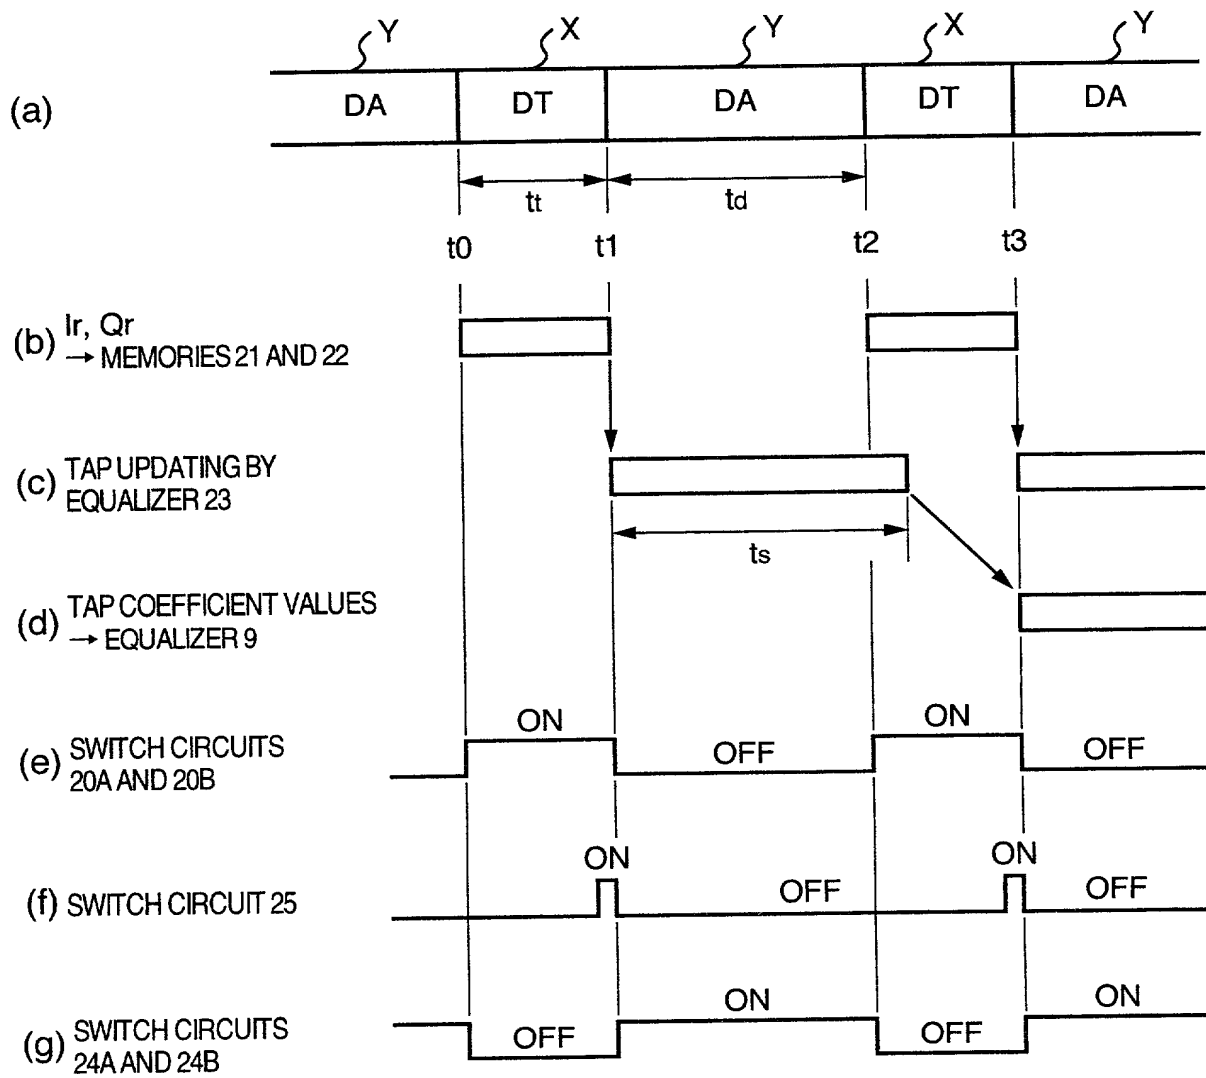 Y X Y X Y
(a) DA DT DA DT DA
tt td
t0 t1 t2 t3
(b) Ir, Qr
→ MEMORIES 21 AND 22
(c) TAP UPDATING BY
EQUALIZER 23
ts
(d) TAP COEFFICIENT VALUES
→ EQUALIZER 9
ON ON
(e) SWITCH CIRCUITS
20A AND 20B
OFF OFF
ON ON
(f) SWITCH CIRCUIT 25 OFF OFF
ON ON
(g) SWITCH CIRCUITS
24A AND 24B
OFF OFF